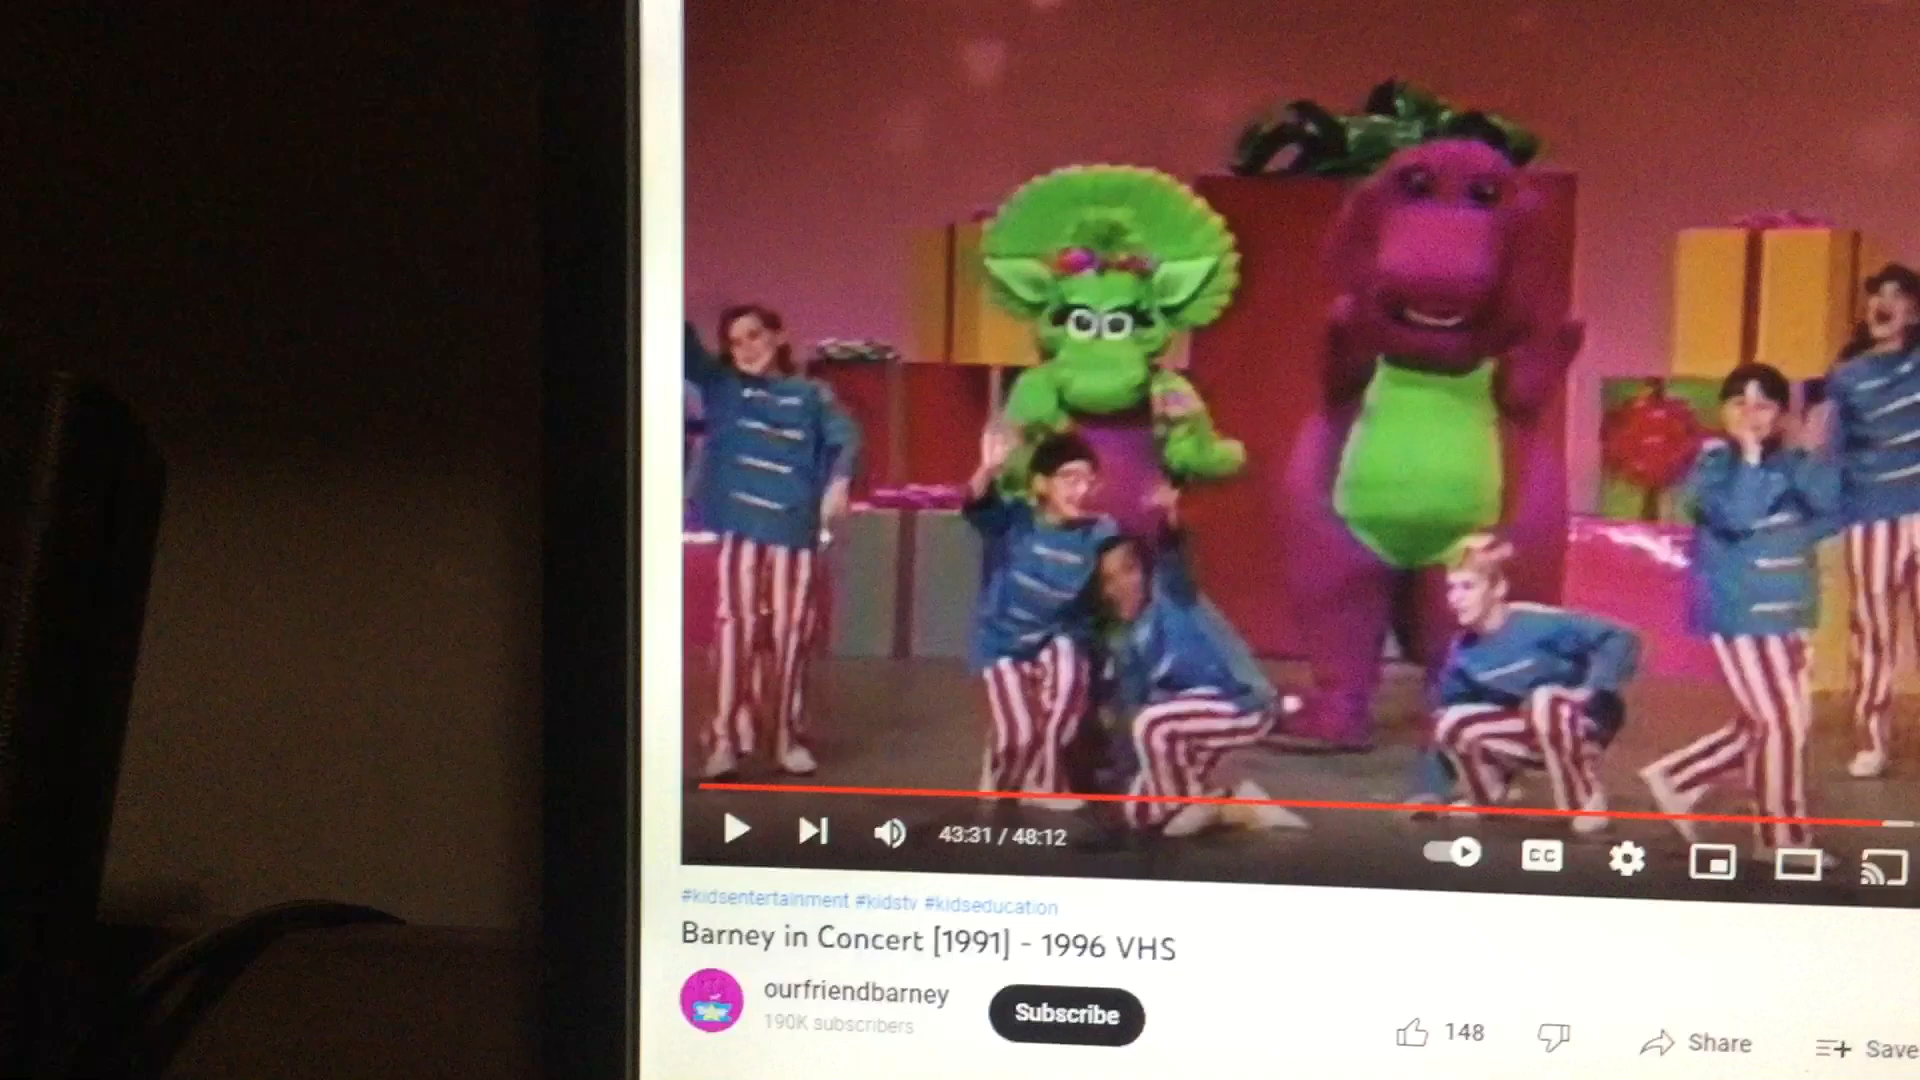 43:31 / 48:12
CC
#kidsentertainment #kidstv #kidseducation
Barney in Concert [1991] - 1996 VHS
ourfriendbarney
190K subscribers
Subscribe
148
Share
Save